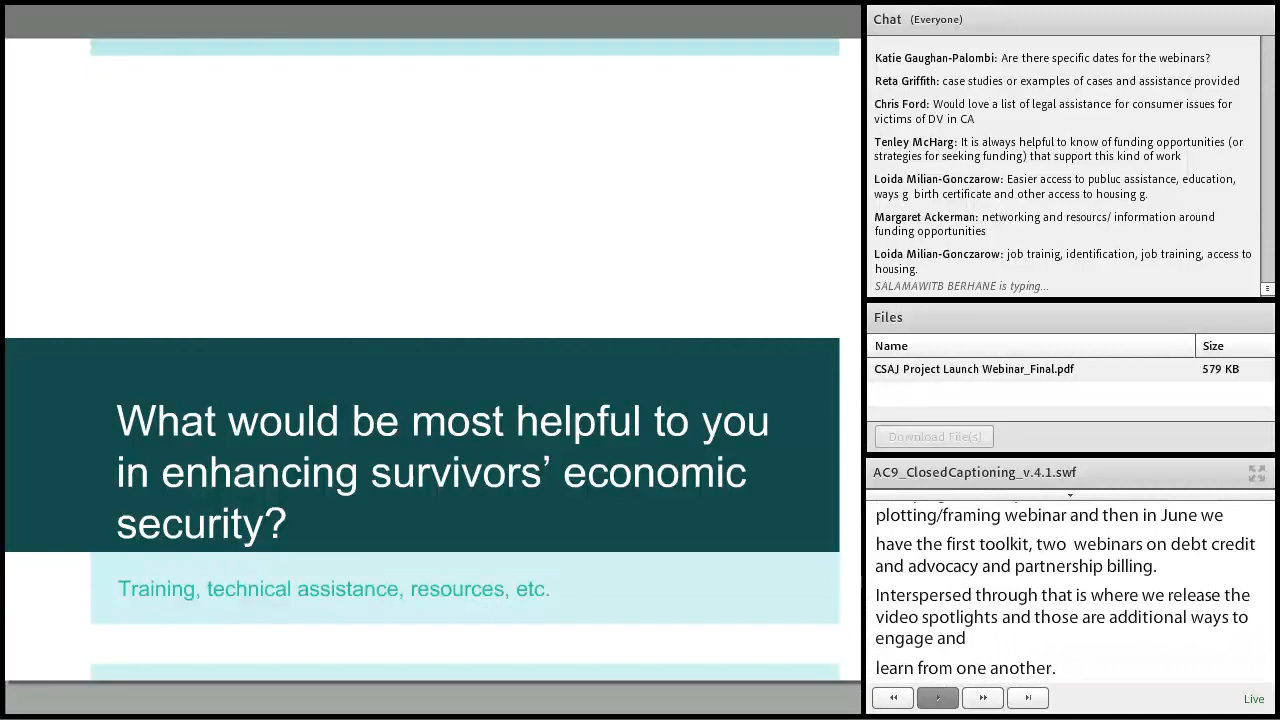 What would be most helpful to you
in enhancing survivors’ economic
security?
Training, technical assistance, resources, etc.
Chat (Everyone)
Katie Gaughan-Palombi: Are there specific dates for the webinars?
Reta Griffith: case studies or examples of cases and assistance provided
Chris Ford: Would love a list of legal assistance for consumer issues for
victims of DV in CA
Tenley McHarg: It is always helpful to know of funding opportunities (or
strategies for seeking funding) that support this kind of work
Loida Milian-Gonczarow: Easier access to publuc assistance, education,
ways g birth certificate and other access to housing g.
Margaret Ackerman: networking and resourcs/ information around
funding opportunities
Loida Milian-Gonczarow: job trainig, identification, job training, access to
housing.
SALAMAWITB BERHANE is typing...
Files
Name Size
CSAJ Project Launch Webinar_Final.pdf 579 KB
Download File(s)
AC9_ClosedCaptioning_v.4.1.swf
plotting/framing webinar and then in June we
have the first toolkit, two webinars on debt credit
and advocacy and partnership billing.
Interspersed through that is where we release the
video spotlights and those are additional ways to
engage and
learn from one another.
Live